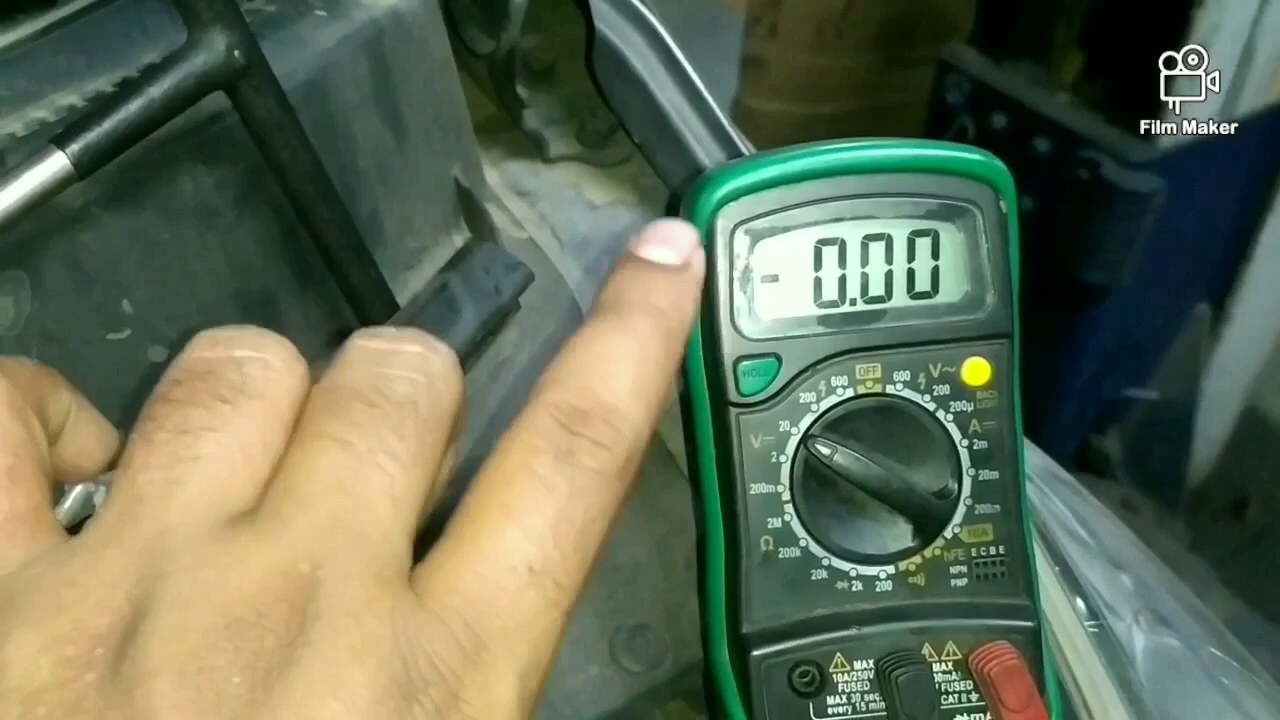 Film Maker
- 0.00
HOLD
OFF
600
600
V~
200
200
BACK
LIGHT
200µ
20
A
V
2m
2
20m
200m
200m
2M
10A
Ω
200k
hFE
E C B E
20k
2k
200
NPN
PNP
MAX
10A/250V
FUSED
MAX 30 sec.
every 15 min
MAX
FUSED
CAT II